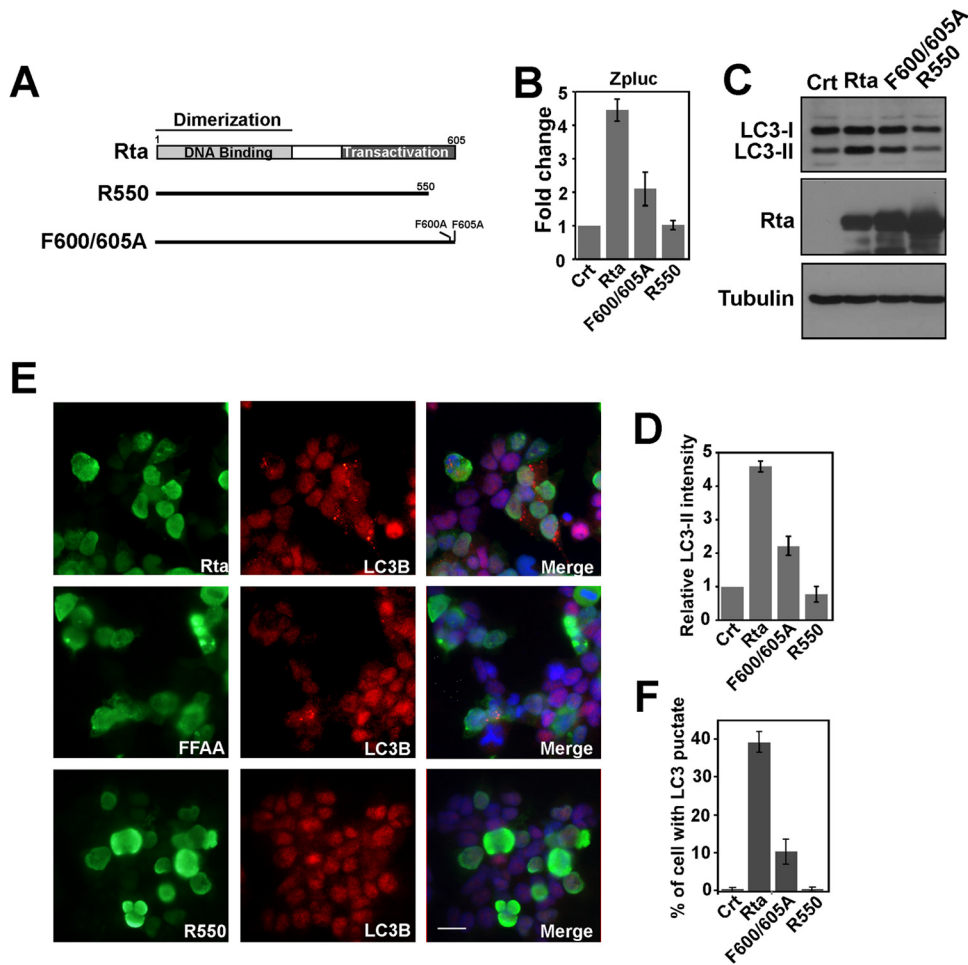 A
Dimerization
1
605
Rta
DNA Binding
Transactivation
R550
550
F600/605A
F600A
F605A
B
Zpluc
Fold change
5
4
3
2
1
0
Crt
Rta
F600/605A
R550
C
Crt
Rta
F600/605A
R550
LC3-I
LC3-II
Rta
Tubulin
E
Rta
LC3B
Merge
FFAA
LC3B
Merge
R550
LC3B
Merge
D
Relative LC3-II intensity
5
4
3
2
1
0
Crt
Rta
F600/605A
R550
F
% of cell with LC3 puctate
40
30
20
10
0
Crt
Rta
F600/605A
R550